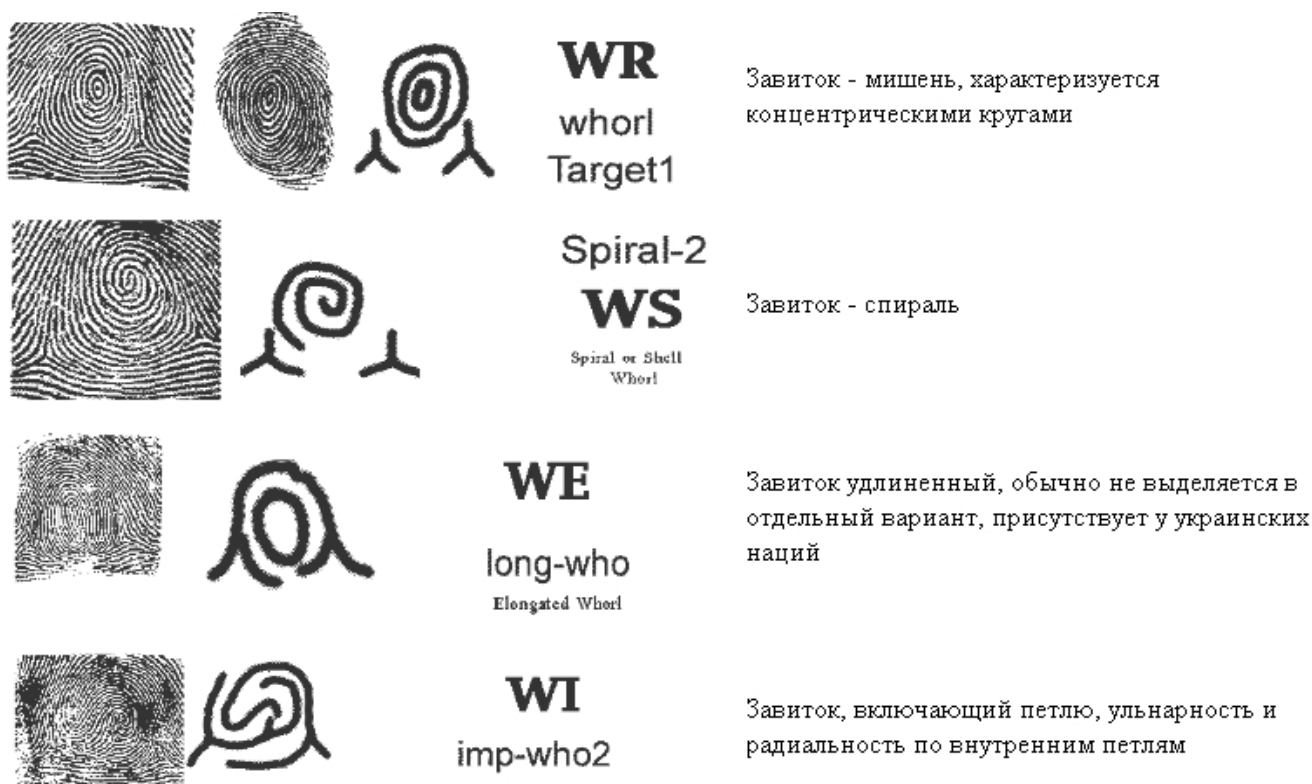 WR
whorl
Target1
Завиток - мишень, характеризуется
концентрическими кругами
Spiral-2
WS
Spiral or Shell
Whorl
Завиток - спираль
WE
long-who
Elongated Whorl
Завиток удлиненный, обычно не выделяется в
отдельный вариант, присутствует у украинских
наций
WI
imp-who2
Завиток, включающий петлю, ульнарность и
радиальность по внутренним петлям